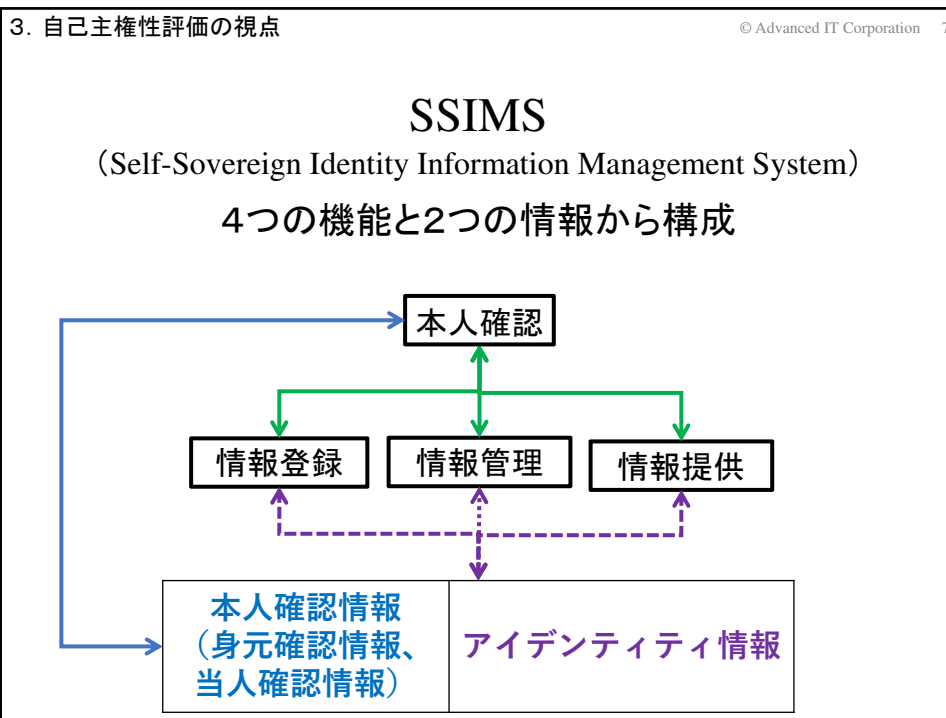 3．自己主権性評価の視点
© Advanced IT Corporation 7
SSIMS
（Self-Sovereign Identity Information Management System）
4つの機能と2つの情報から構成
本人確認
情報登録
情報管理
情報提供
本人確認情報
（身元確認情報、
当人確認情報）
アイデンティティ情報